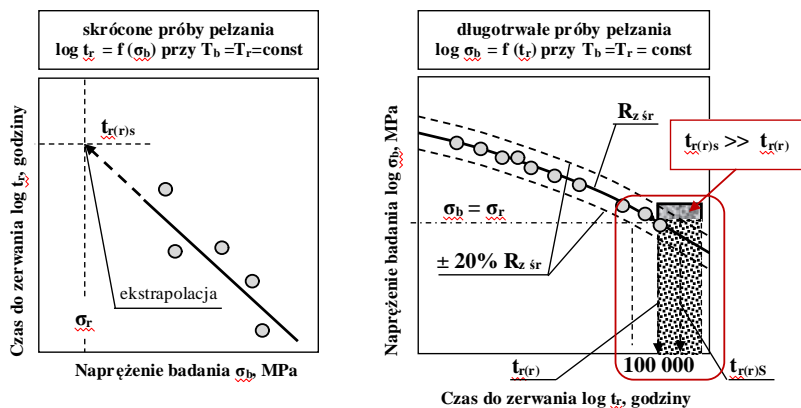 skrócone próby pełzania
log tᵣ = f (σb) przy Tb =Tr=const
Czas do zerwania log tr, godziny
tr(r)s
ekstrapolacja
σr
Naprężenie badania σb, MPa
długotrwałe próby pełzania
log σb = f (tr) przy Tb = Tr = const
Naprężenie badania log σb, MPa
Rz śr
tr(r)s >> tr(r)
σb = σr
± 20% Rz śr
tr(r)
100 000
tr(r)S
Czas do zerwania log tr, godziny